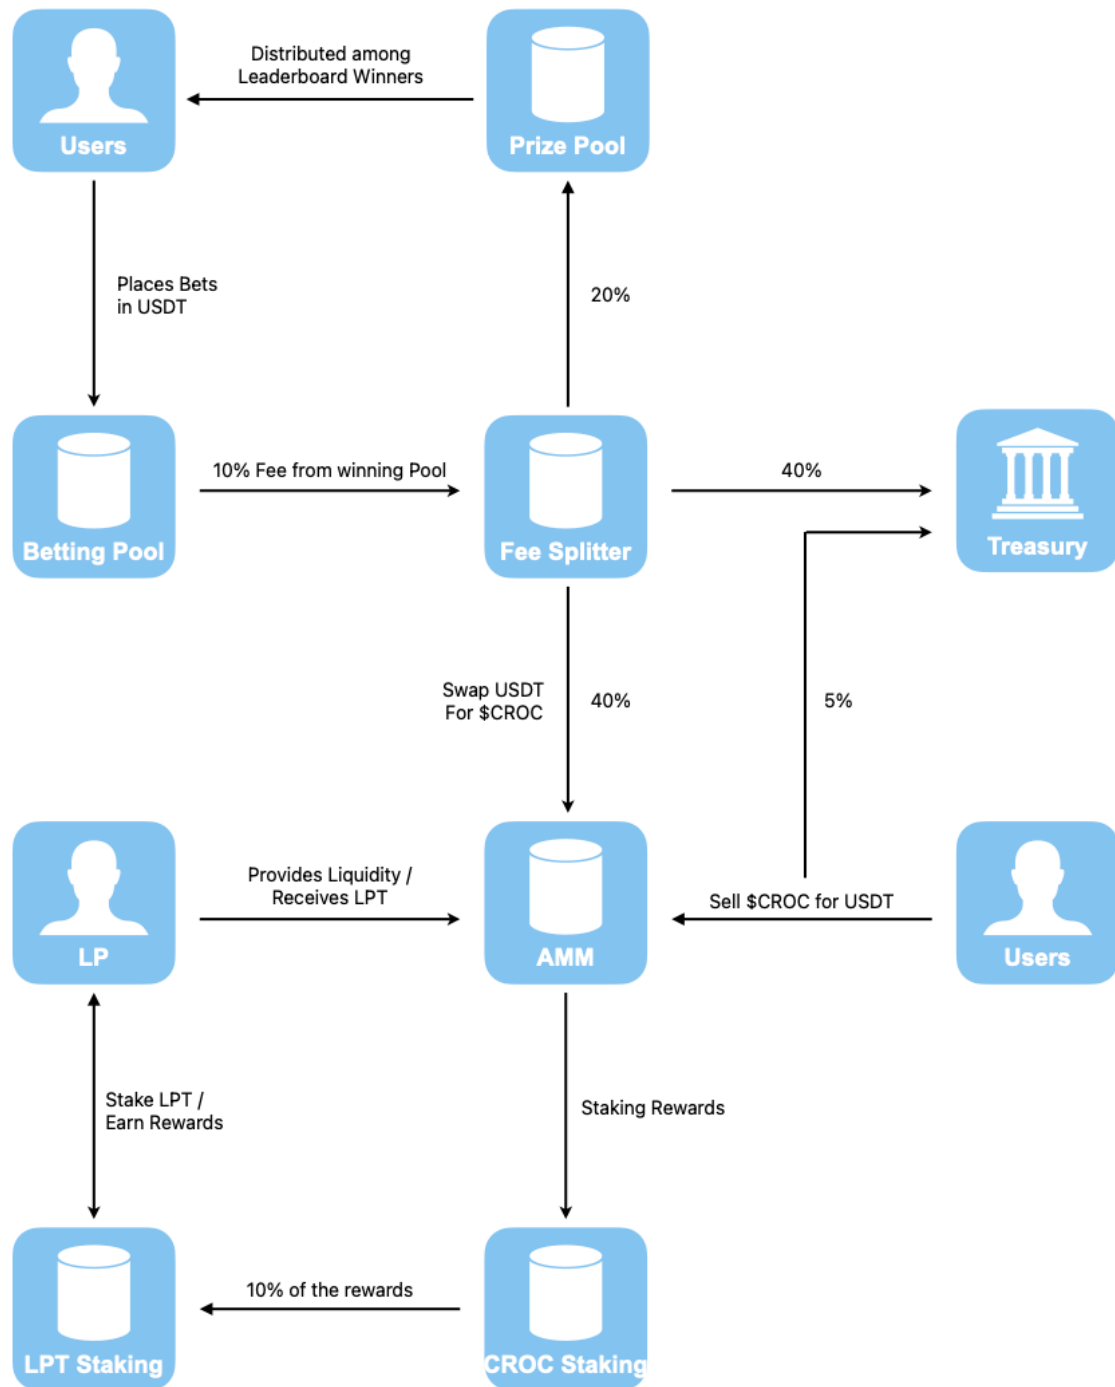 Distributed among
Leaderboard Winners
Users
Prize Pool
Places Bets
in USDT
20%
10% Fee from winning Pool
40%
Betting Pool
Fee Splitter
Treasury
Swap USDT
For $CROC
40%
5%
Provides Liquidity /
Receives LPT
Sell $CROC for USDT
LP
AMM
Users
Stake LPT /
Earn Rewards
Staking Rewards
10% of the rewards
LPT Staking
CROC Staking